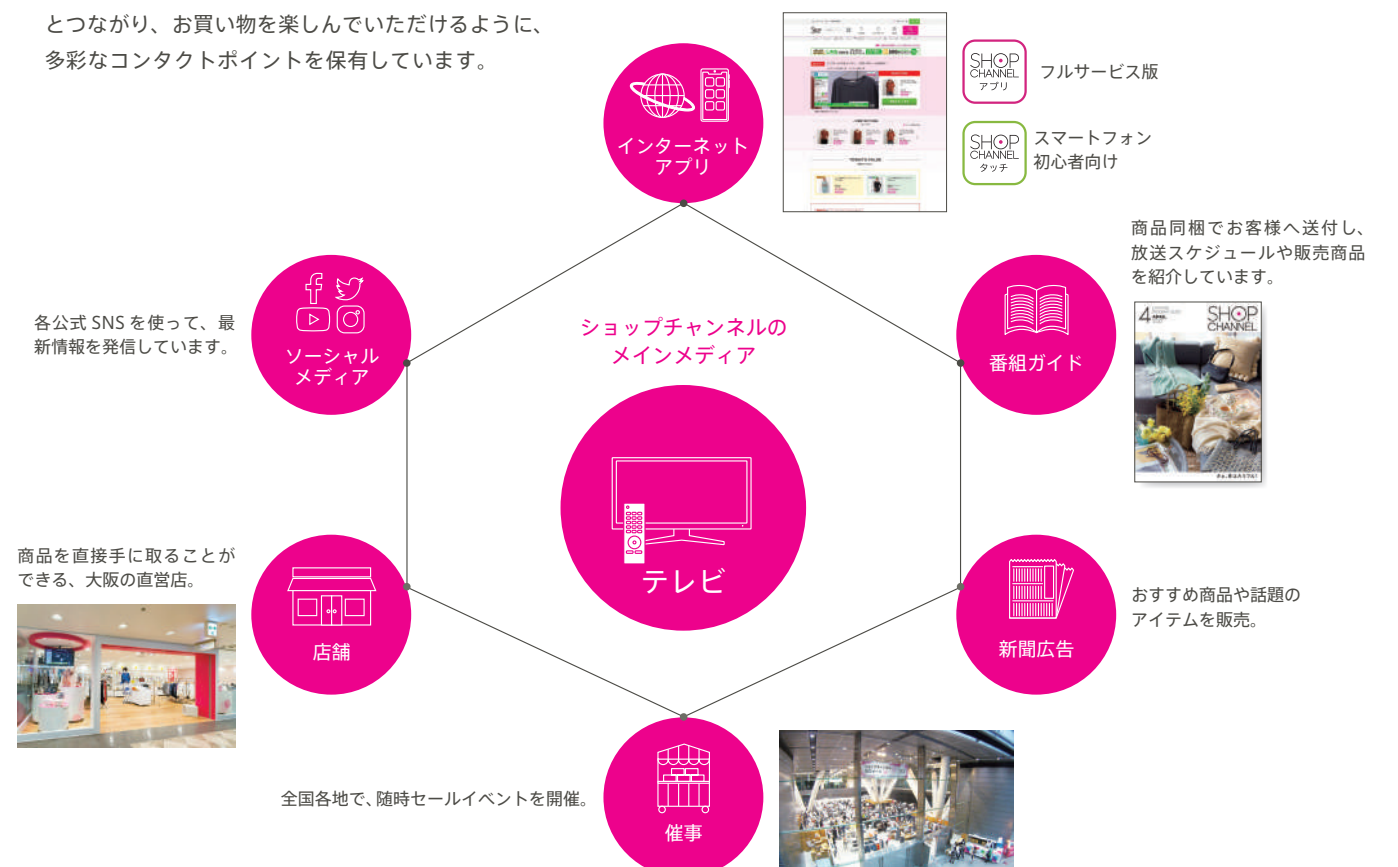 とつながり、お買い物を楽しんでいただけるように、
多彩なコンタクトポイントを保有しています。
インターネット
アプリ
SHOP
CHANNEL
アプリ
フルサービス版
SHOP
CHANNEL
タッチ
スマートフォン
初心者向け
商品同梱でお客様へ送付し、
放送スケジュールや販売商品
を紹介しています。
番組ガイド
4
SHOP
CHANNEL
各公式 SNS を使って、最
新情報を発信しています。
ソーシャル
メディア
ショップチャンネルの
メインメディア
テレビ
商品を直接手に取ることが
できる、大阪の直営店。
店舗
新聞広告
おすすめ商品や話題の
アイテムを販売。
全国各地で、随時セールイベントを開催。
催事